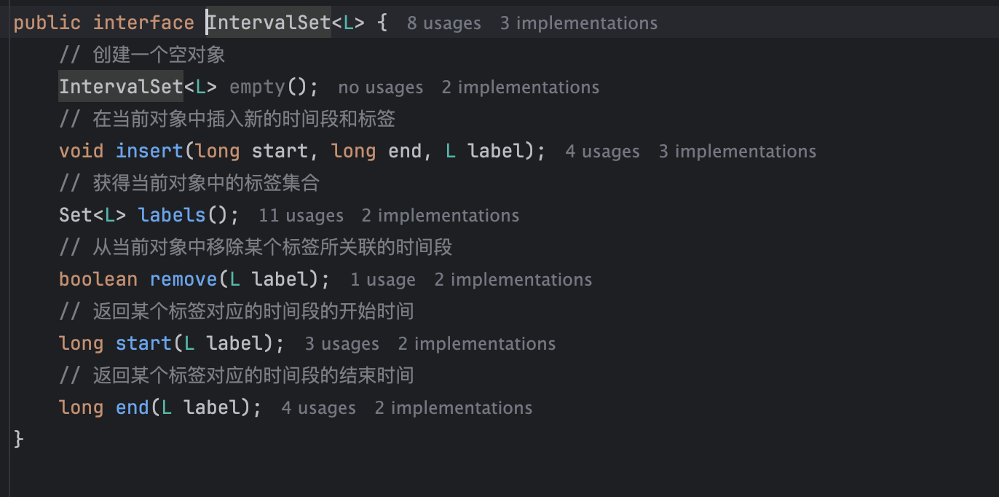 public interface IntervalSet<L> { 8 usages 3 implementations
// 创建一个空对象
IntervalSet<L> empty(); no usages 2 implementations
// 在当前对象中插入新的时间段和标签
void insert(long start, long end, L label); 4 usages 3 implementations
// 获得当前对象中的标签集合
Set<L> labels(); 11 usages 2 implementations
// 从当前对象中移除某个标签所关联的时间段
boolean remove(L label); 1 usage 2 implementations
// 返回某个标签对应的时间段的开始时间
long start(L label); 3 usages 2 implementations
// 返回某个标签对应的时间段的结束时间
long end(L label); 4 usages 2 implementations
}